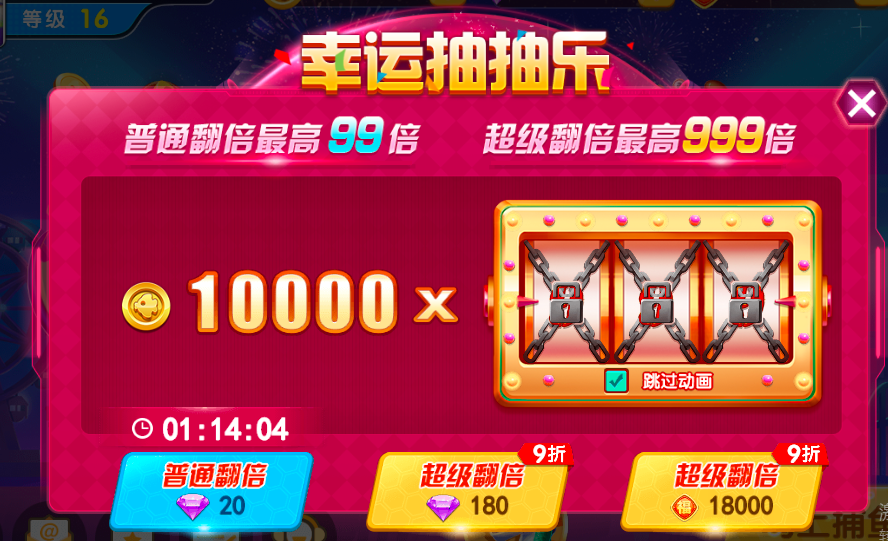 等级 16
幸运抽抽乐
普通翻倍最高99倍
超级翻倍最高999倍
10000 x
跳过动画
01:14:04
普通翻倍
20
9折
超级翻倍
180
9折
超级翻倍
福 18000